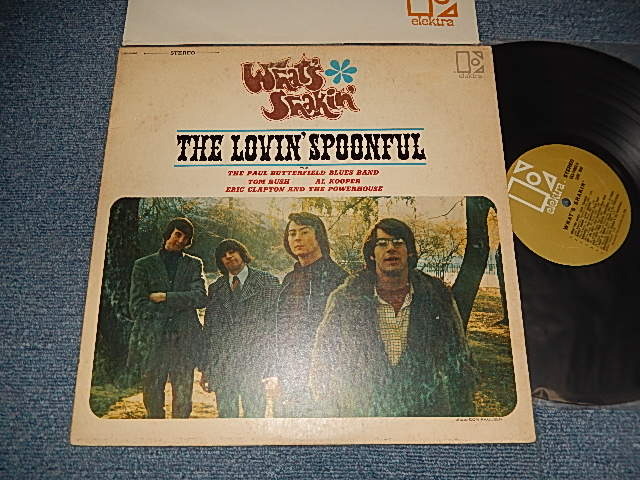 elektra
STEREO
What's Shakin'
elektra
THE LOVIN' SPOONFUL
THE PAUL BUTTERFIELD BLUES BAND
TOM RUSH AL KOOPER
ERIC CLAPTON AND THE POWERHOUSE
elektra
STEREO
WHAT'S SHAKIN'